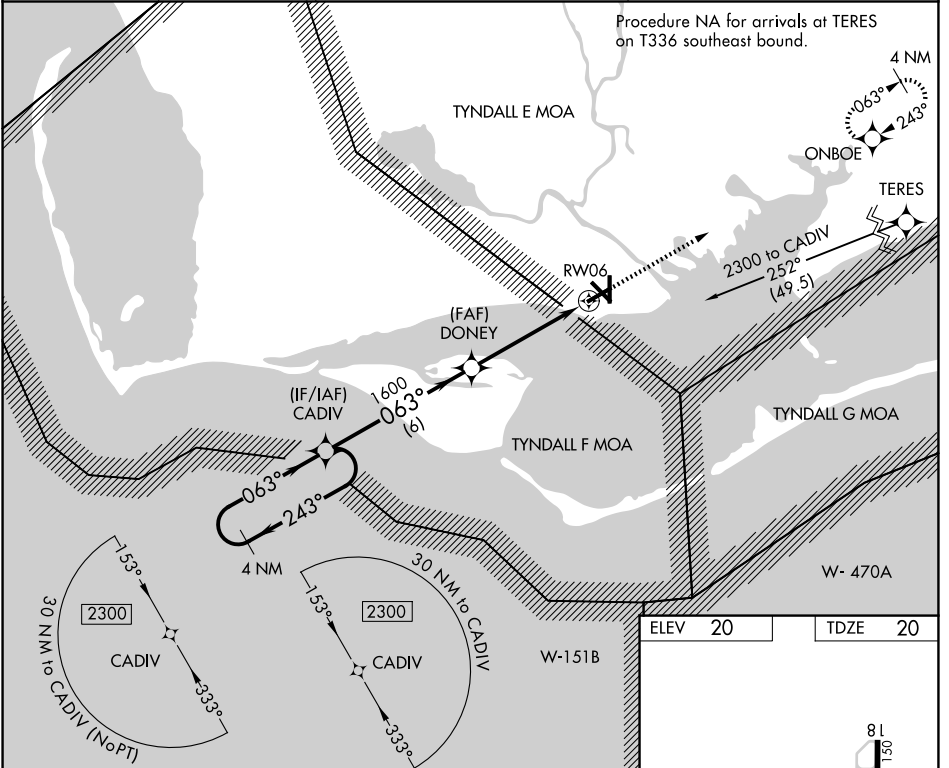 Procedure NA for arrivals at TERES
on T336 southeast bound.
4 NM
063°
243°
TYNDALL E MOA
ONBOE
TERES
2300 to CADIV
252°
(49.5)
RW06
(FAF)
DONEY
(IF/IAF)
CADIV
1600
063°
(6)
TYNDALL G MOA
TYNDALL F MOA
063°
243°
4 NM
W- 470A
153°
2300
CADIV
333°
30 NM to CADIV (NoPT)
153°
2300
30 NM to CADIV
CADIV
333°
W-151B
ELEV 20
TDZE 20
18
150